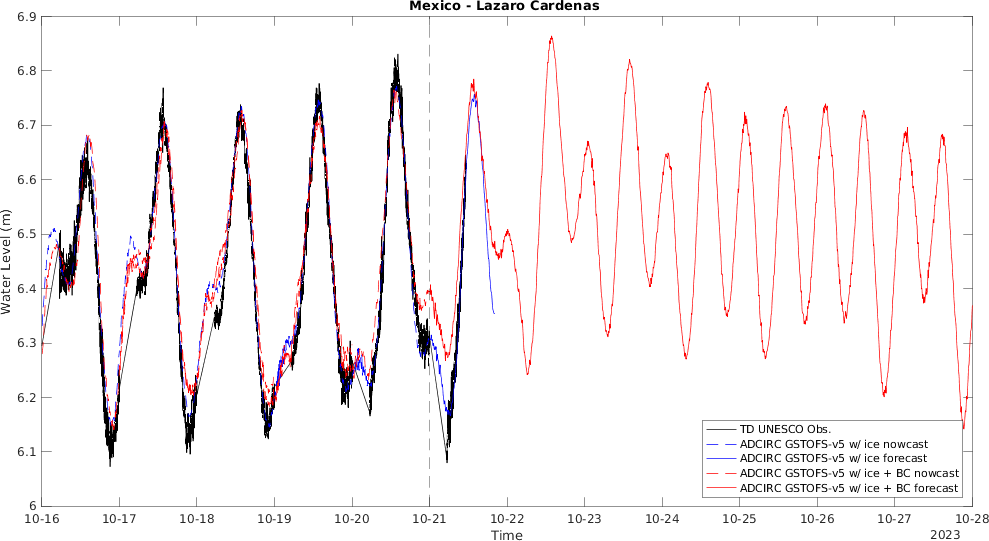 Mexico - Lazaro Cardenas
6.9
6.8
6.7
6.6
6.5
6.4
6.3
6.2
6.1
6
Water Level (m)
TD UNESCO Obs.
ADCIRC GSTOFS-v5 w/ ice nowcast
ADCIRC GSTOFS-v5 w/ ice forecast
ADCIRC GSTOFS-v5 w/ ice + BC nowcast
ADCIRC GSTOFS-v5 w/ ice + BC forecast
10-16 10-17 10-18 10-19 10-20 10-21 10-22 10-23 10-24 10-25 10-26 10-27 10-28
Time
2023